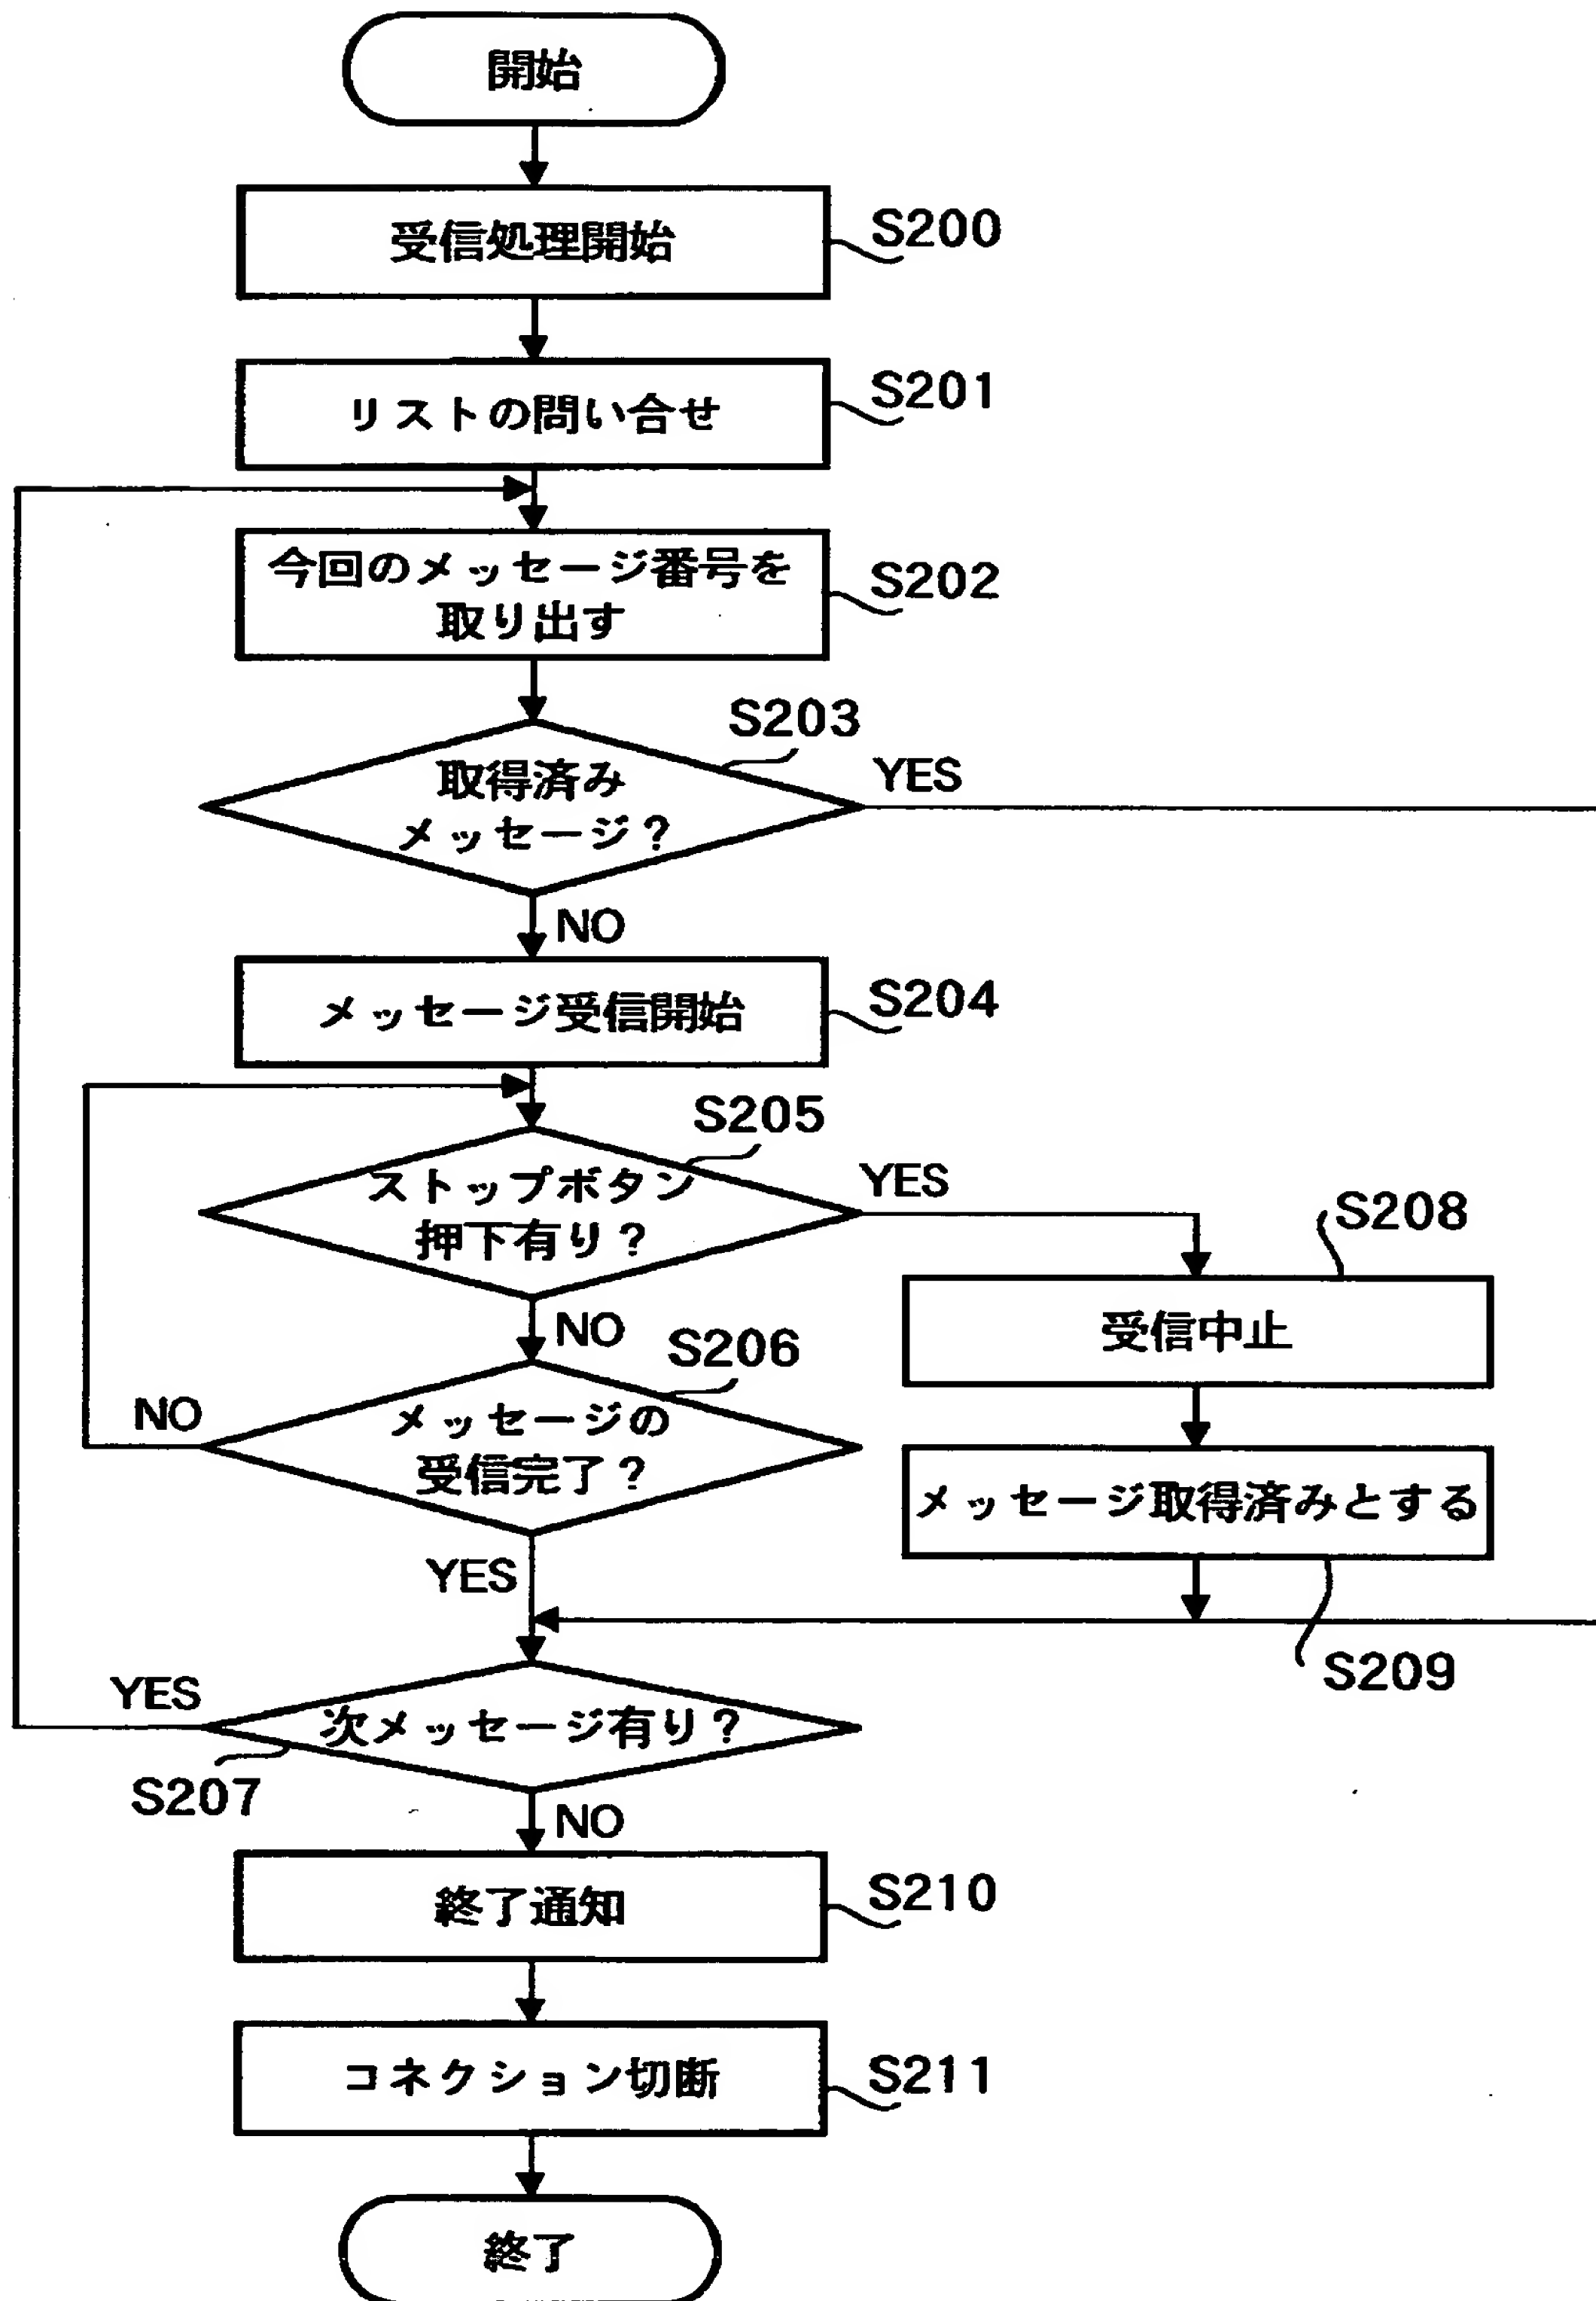 開始
受信処理開始
S200
リストの問い合せ
S201
今回のメッセージ番号を
取り出す
S202
S203
取得済み
メッセージ？
YES
NO
メッセージ受信開始
S204
S205
ストップボタン
押下有り？
YES
S208
受信中止
NO
S206
メッセージの
受信完了？
NO
メッセージ取得済みとする
YES
S209
YES
次メッセージ有り？
S207
NO
終了通知
S210
コネクション切断
S211
終了